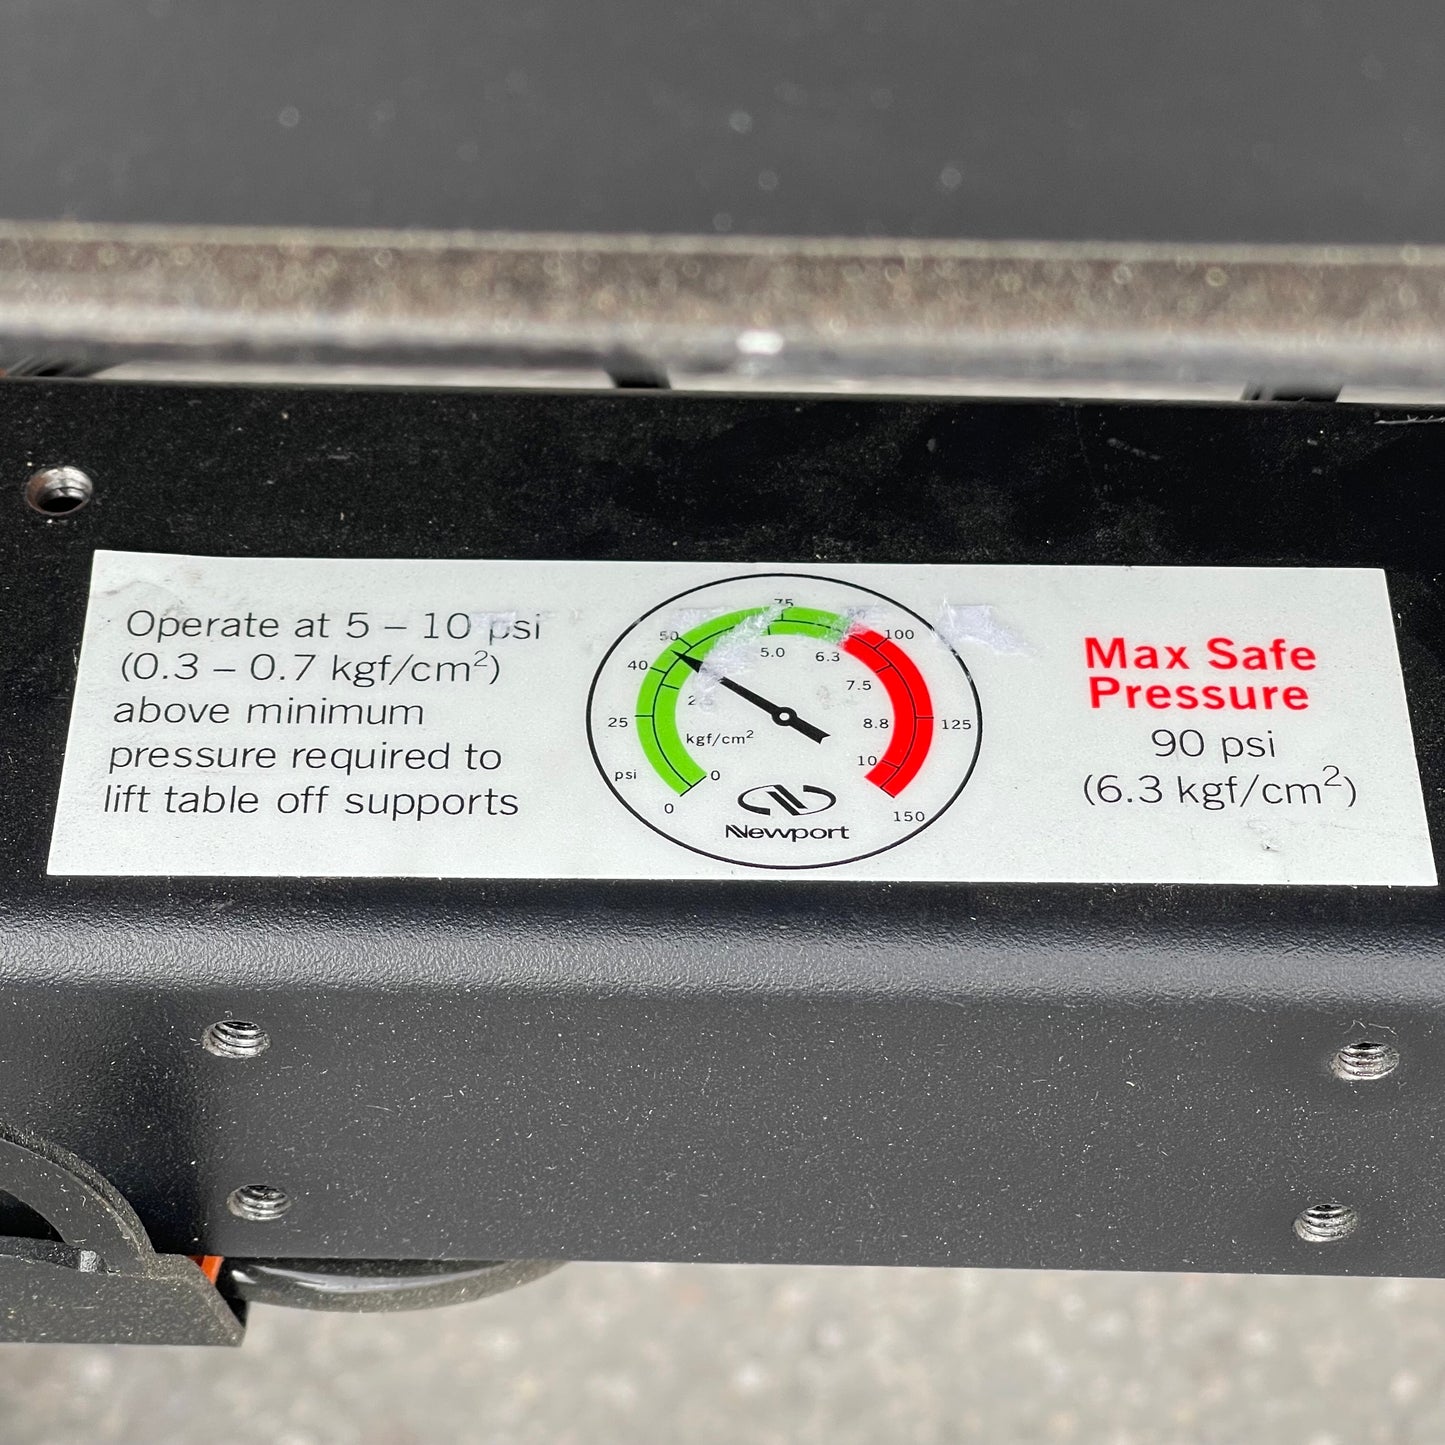 Operate at 5 – 10 psi
(0.3 – 0.7 kgf/cm²)
above minimum
pressure required to
lift table off supports
75
50
100
40
5.0
6.3
7.5
25
8.8
125
kgf/cm²
psi
0
10
0
150
Newport
Max Safe
Pressure
90 psi
(6.3 kgf/cm²)